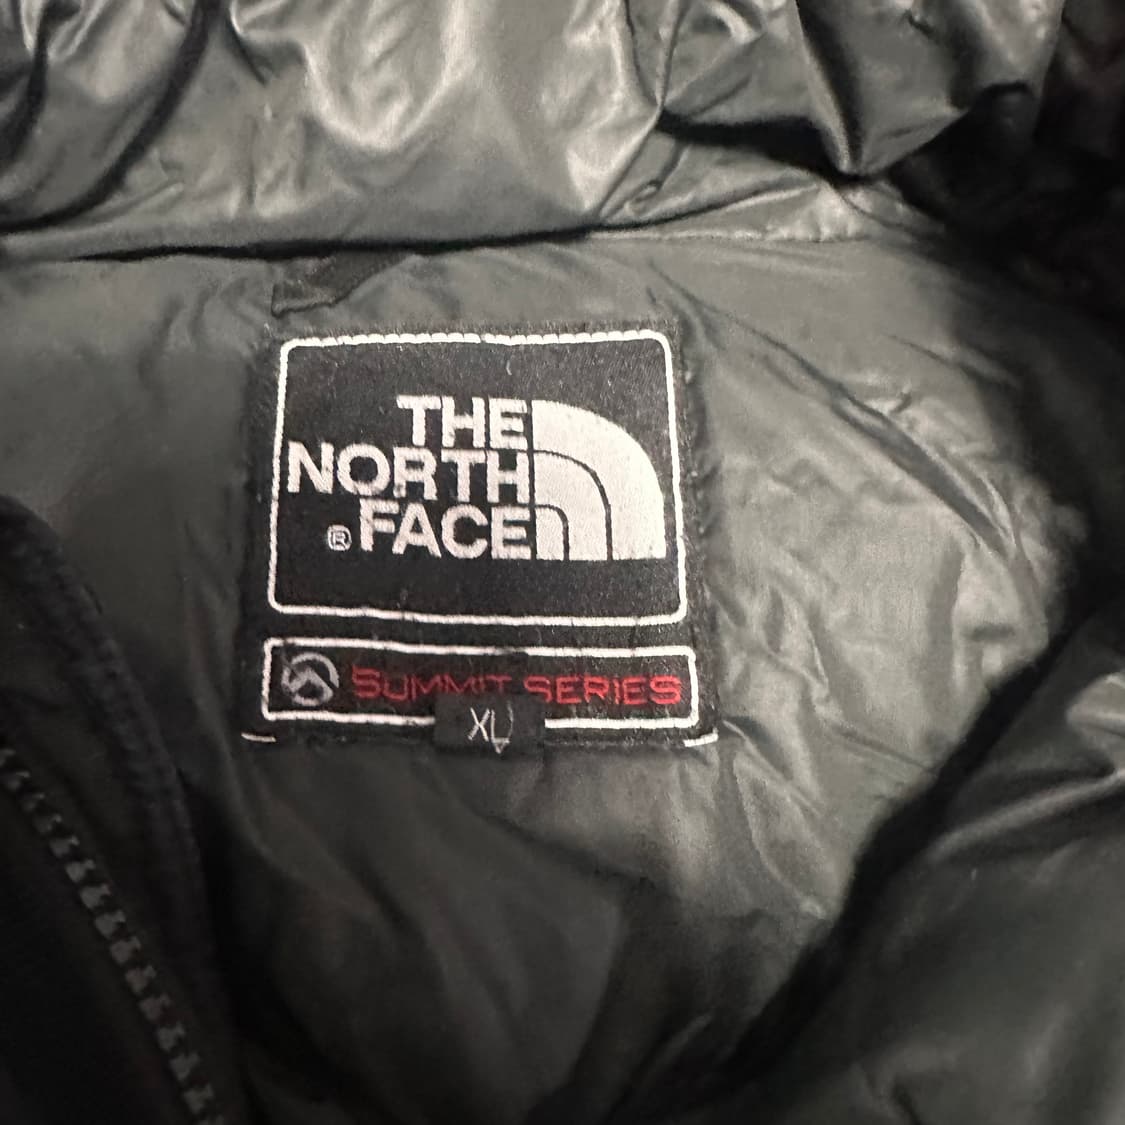 THE
NORTH
® FACE
SUMMIT SERIES
XL